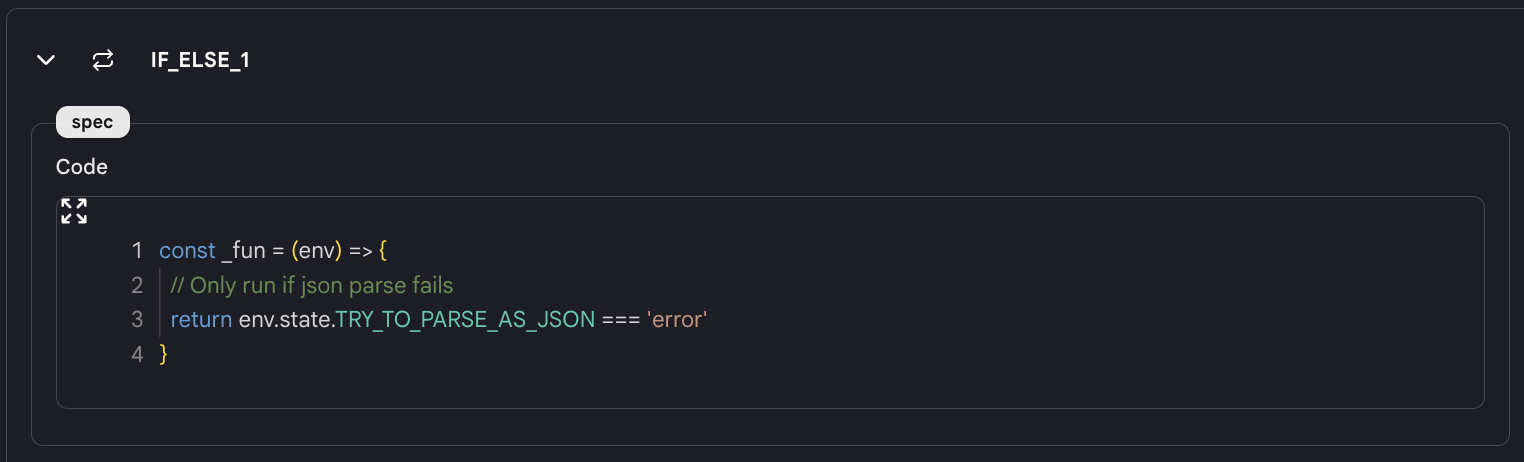 IF_ELSE_1
spec
Code
1 const _fun = (env) => {
2 // Only run if json parse fails
3 return env.state.TRY_TO_PARSE_AS_JSON === 'error'
4 }